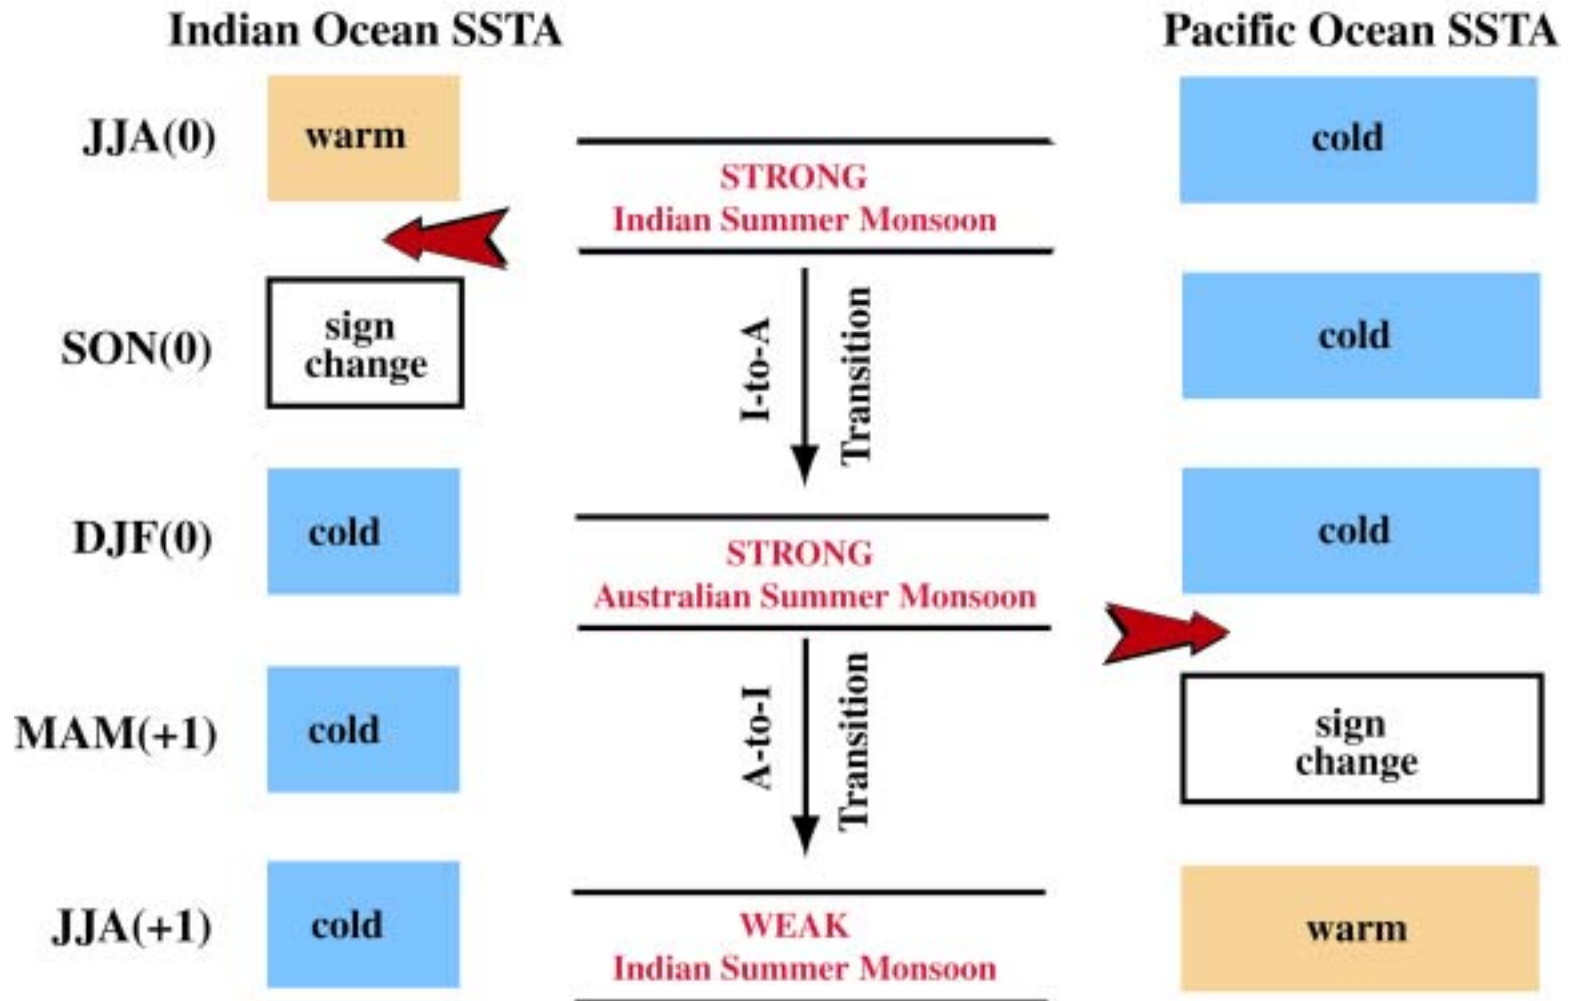 Indian Ocean SSTA
Pacific Ocean SSTA
JJA(0)
warm
STRONG
Indian Summer Monsoon
cold
SON(0)
sign
change
I-to-A
Transition
cold
DJF(0)
cold
STRONG
Australian Summer Monsoon
cold
MAM(+1)
cold
A-to-I
Transition
sign
change
JJA(+1)
cold
WEAK
Indian Summer Monsoon
warm